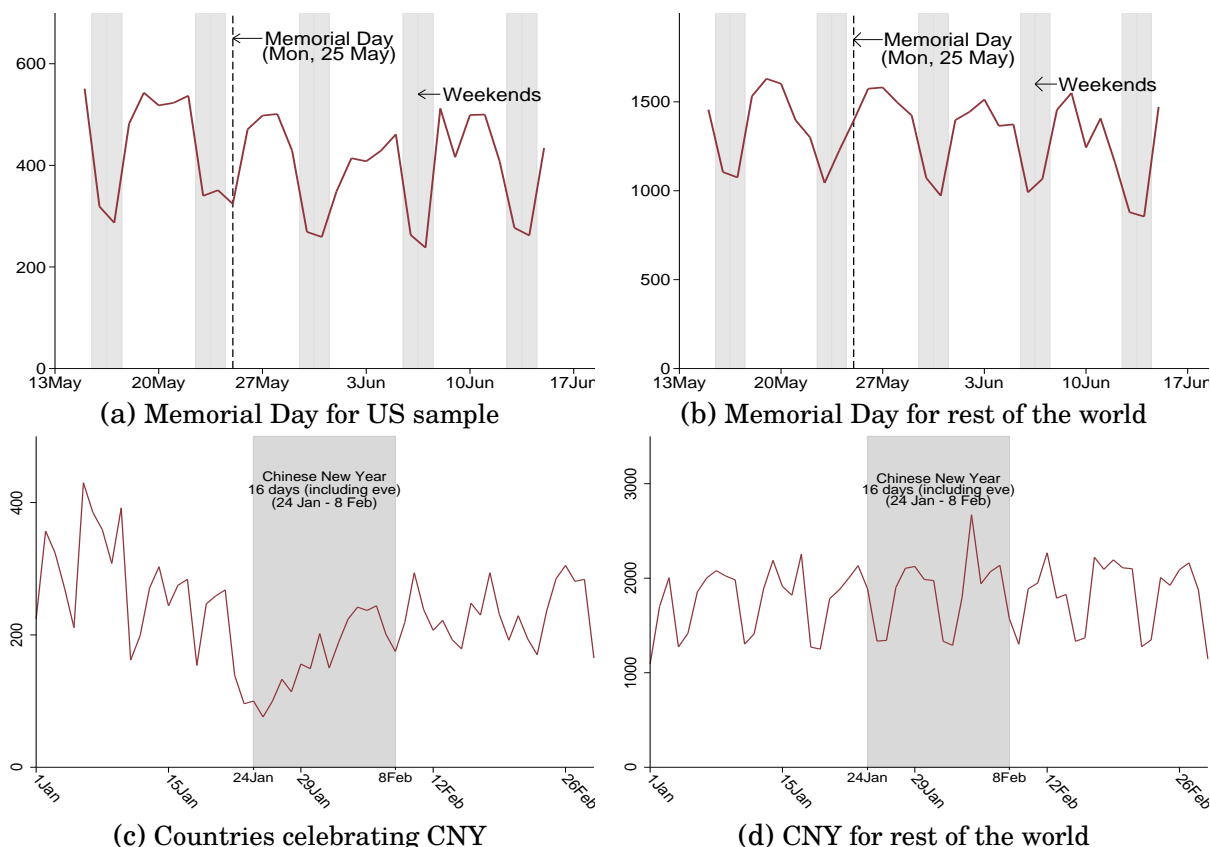 600
400
200
0
Memorial Day
(Mon, 25 May)
Weekends
13May 20May 27May 3Jun 10Jun 17Jun
(a) Memorial Day for US sample
1500
1000
500
0
Memorial Day
(Mon, 25 May)
Weekends
13May 20May 27May 3Jun 10Jun 17Jun
(b) Memorial Day for rest of the world
400
200
0
Chinese New Year
16 days (including eve)
(24 Jan - 8 Feb)
1Jan 15Jan 24Jan 29Jan 8Feb 12Feb 26Feb
(c) Countries celebrating CNY
3000
2000
1000
0
Chinese New Year
16 days (including eve)
(24 Jan - 8 Feb)
1Jan 15Jan 24Jan 29Jan 8Feb 12Feb 26Feb
(d) CNY for rest of the world